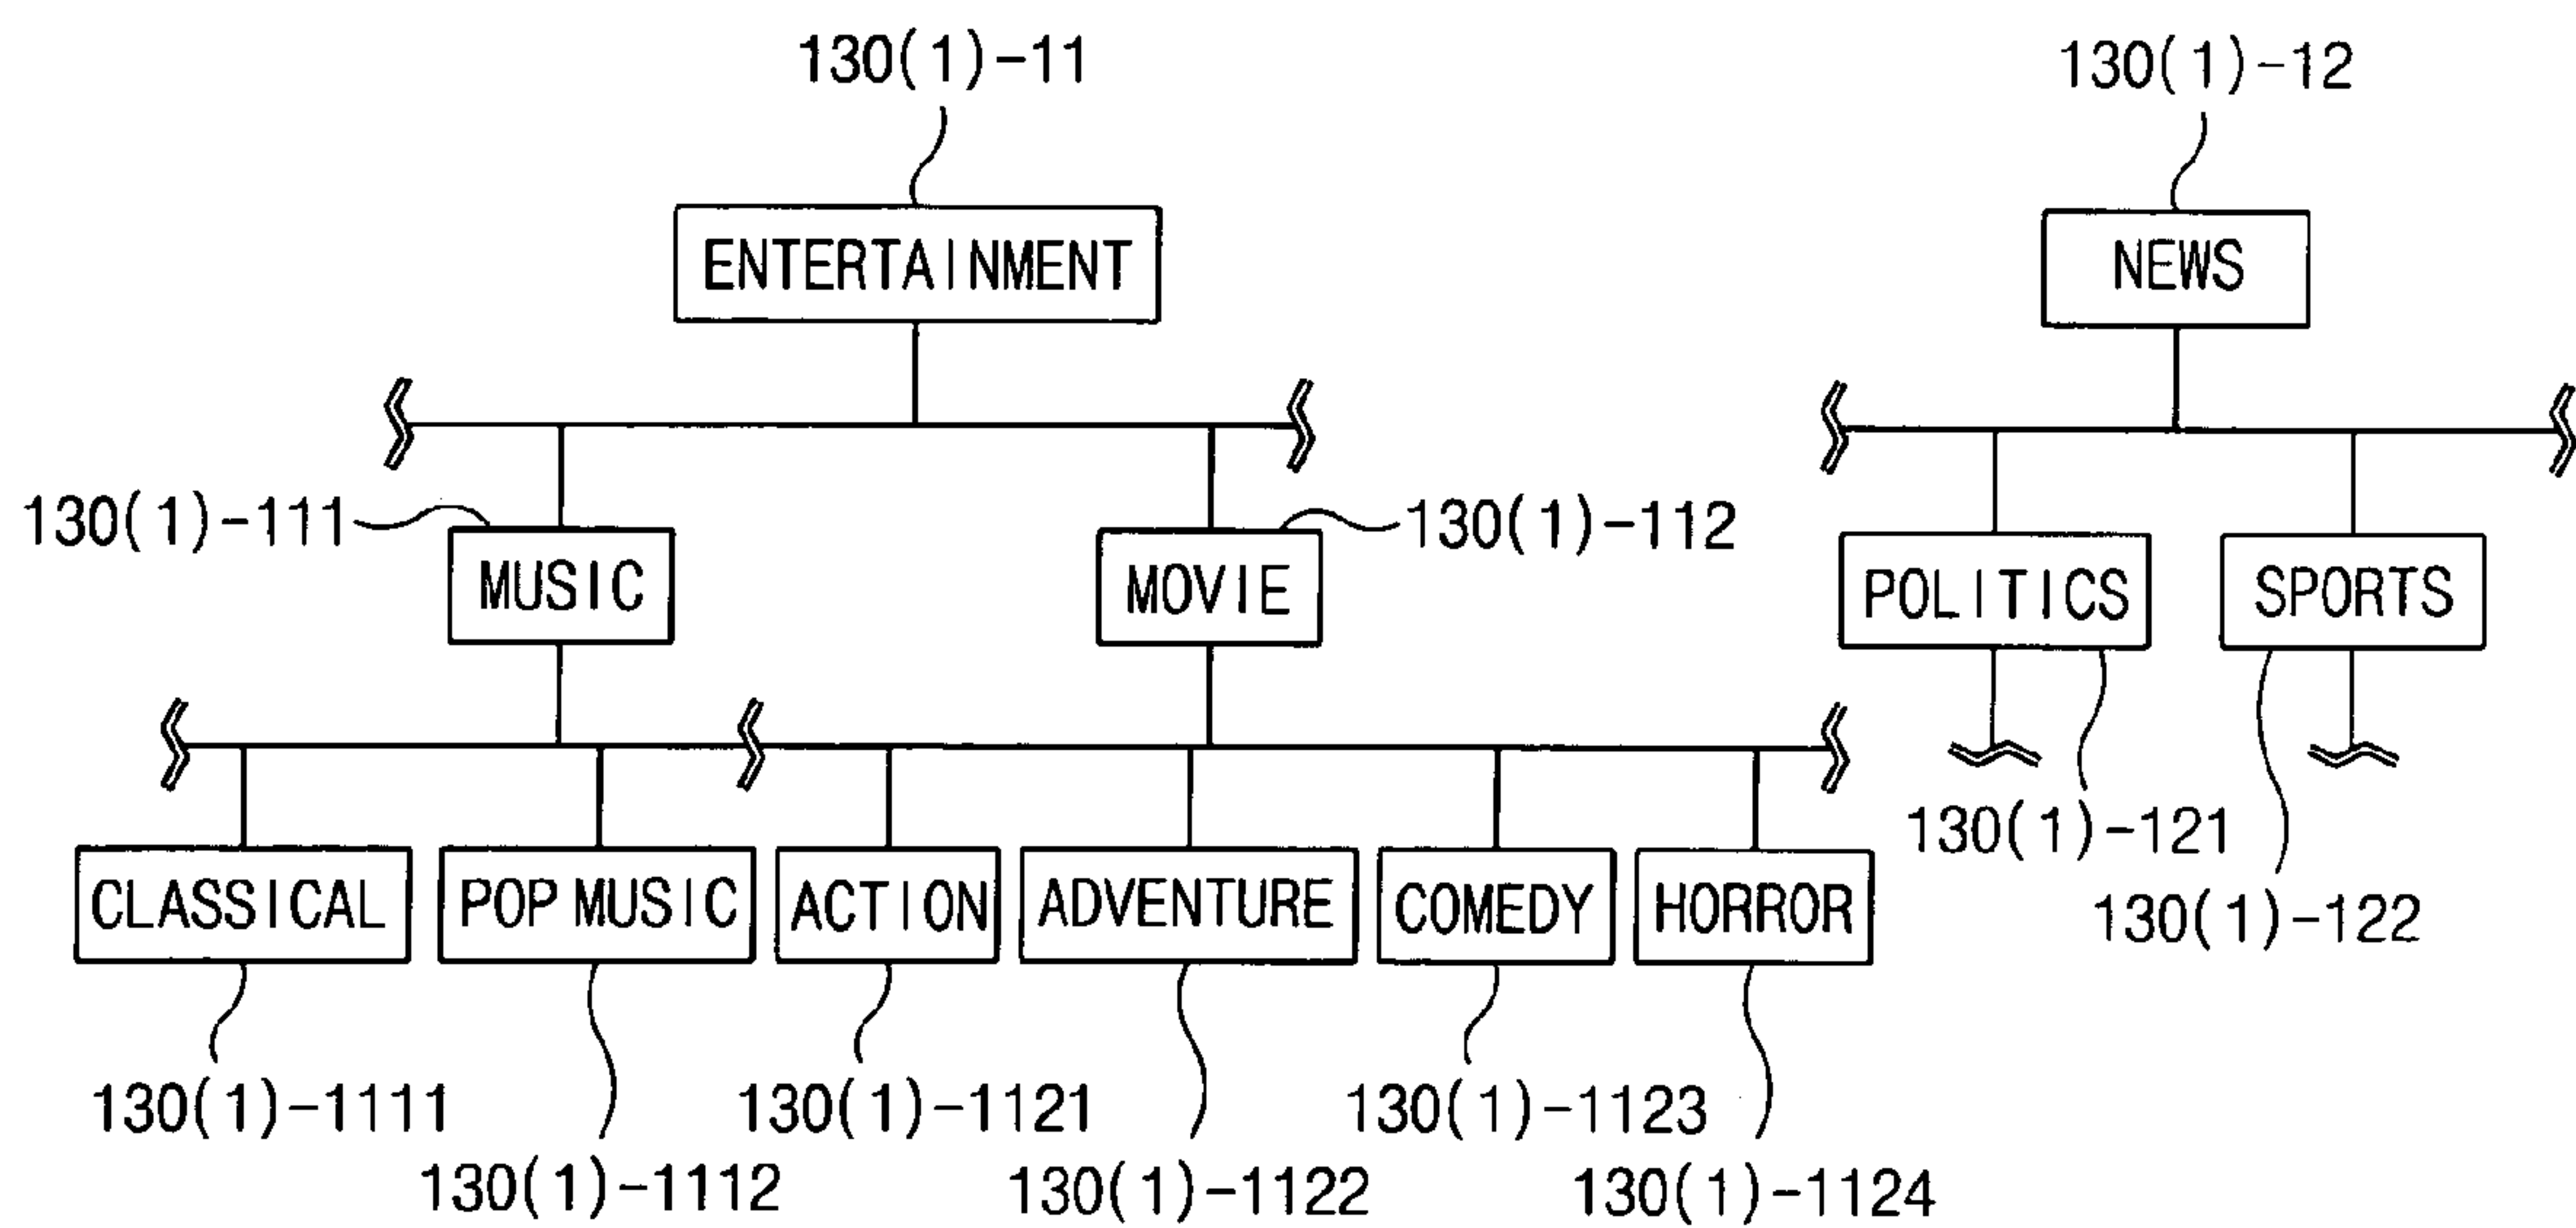 130(1)-11
130(1)-12
ENTERTAINMENT
NEWS
130(1)-111
130(1)-112
MUSIC
MOVIE
POLITICS
SPORTS
130(1)-121
CLASSICAL
POP MUSIC
ACTION
ADVENTURE
COMEDY
HORROR
130(1)-122
130(1)-1111
130(1)-1121
130(1)-1123
130(1)-1112
130(1)-1122
130(1)-1124